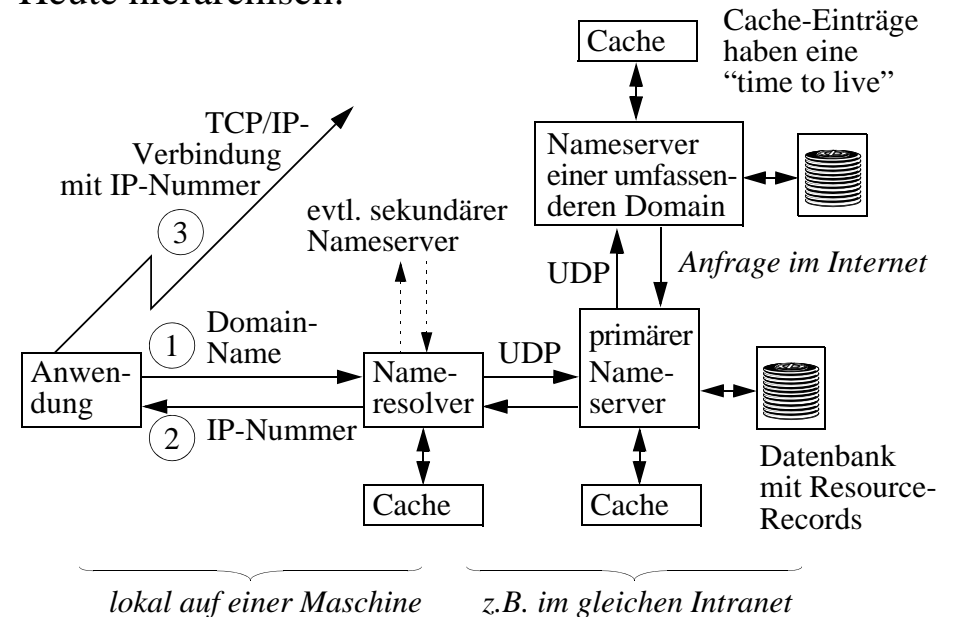 Heute hierarchisch:
Cache
Cache-Einträge
haben eine
“time to live”
TCP/IP-
Verbindung
mit IP-Nummer
3
Nameserver
einer umfassen-
deren Domain
evtl. sekundärer
Nameserver
UDP
Anfrage im Internet
1
Domain-
Name
Anwen-
dung
Name-
resolver
UDP
primärer
Name-
server
2
IP-Nummer
Cache
Cache
Datenbank
mit Resource-
Records
lokal auf einer Maschine
z.B. im gleichen Intranet